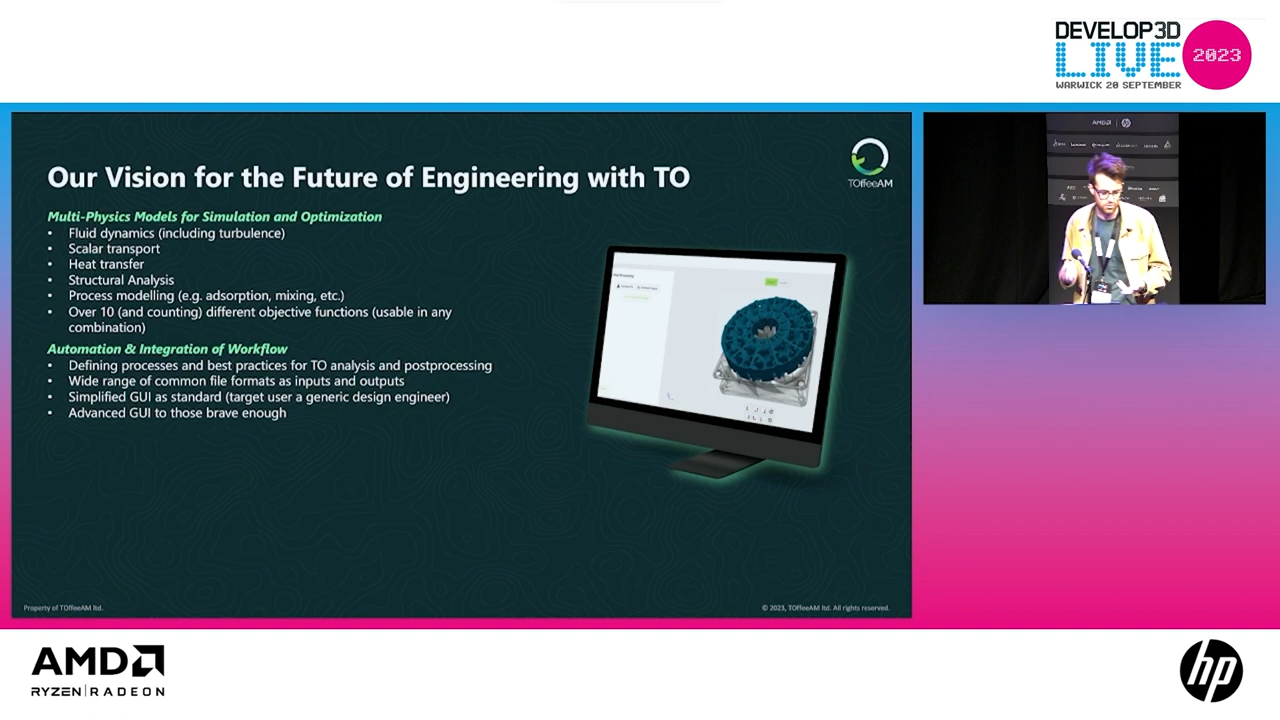 DEVELOP3D
LIVE
2023
WARWICK 20 SEPTEMBER
Our Vision for the Future of Engineering with TO
TOffeeAM
Multi-Physics Models for Simulation and Optimization
• Fluid dynamics (including turbulence)
• Scalar transport
• Heat transfer
• Structural Analysis
• Process modelling (e.g. adsorption, mixing, etc.)
• Over 10 (and counting) different objective functions (usable in any
combination)
Automation & Integration of Workflow
• Defining processes and best practices for TO analysis and postprocessing
• Wide range of common file formats as inputs and outputs
• Simplified GUI as standard (target user a generic design engineer)
• Advanced GUI to those brave enough
Property of TOffeeAM ltd.
© 2023, TOffeeAM ltd. All rights reserved.
AMD
hp
AMD
RYZEN | RADEON
hp